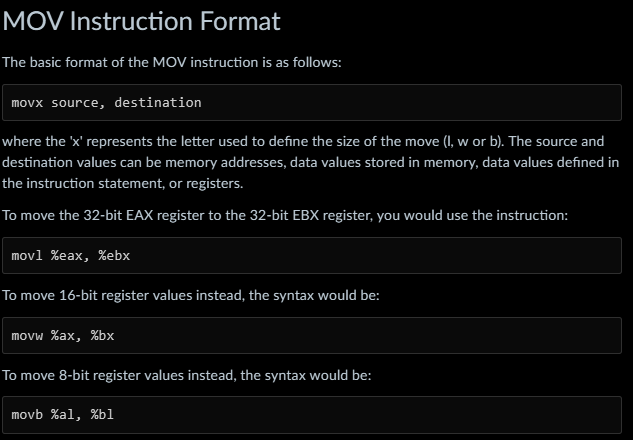 MOV Instruction Format
The basic format of the MOV instruction is as follows:
movx source, destination
where the 'x' represents the letter used to define the size of the move (l, w or b). The source and
destination values can be memory addresses, data values stored in memory, data values defined in
the instruction statement, or registers.
To move the 32-bit EAX register to the 32-bit EBX register, you would use the instruction:
movl %eax, %ebx
To move 16-bit register values instead, the syntax would be:
movw %ax, %bx
To move 8-bit register values instead, the syntax would be:
movb %al, %bl